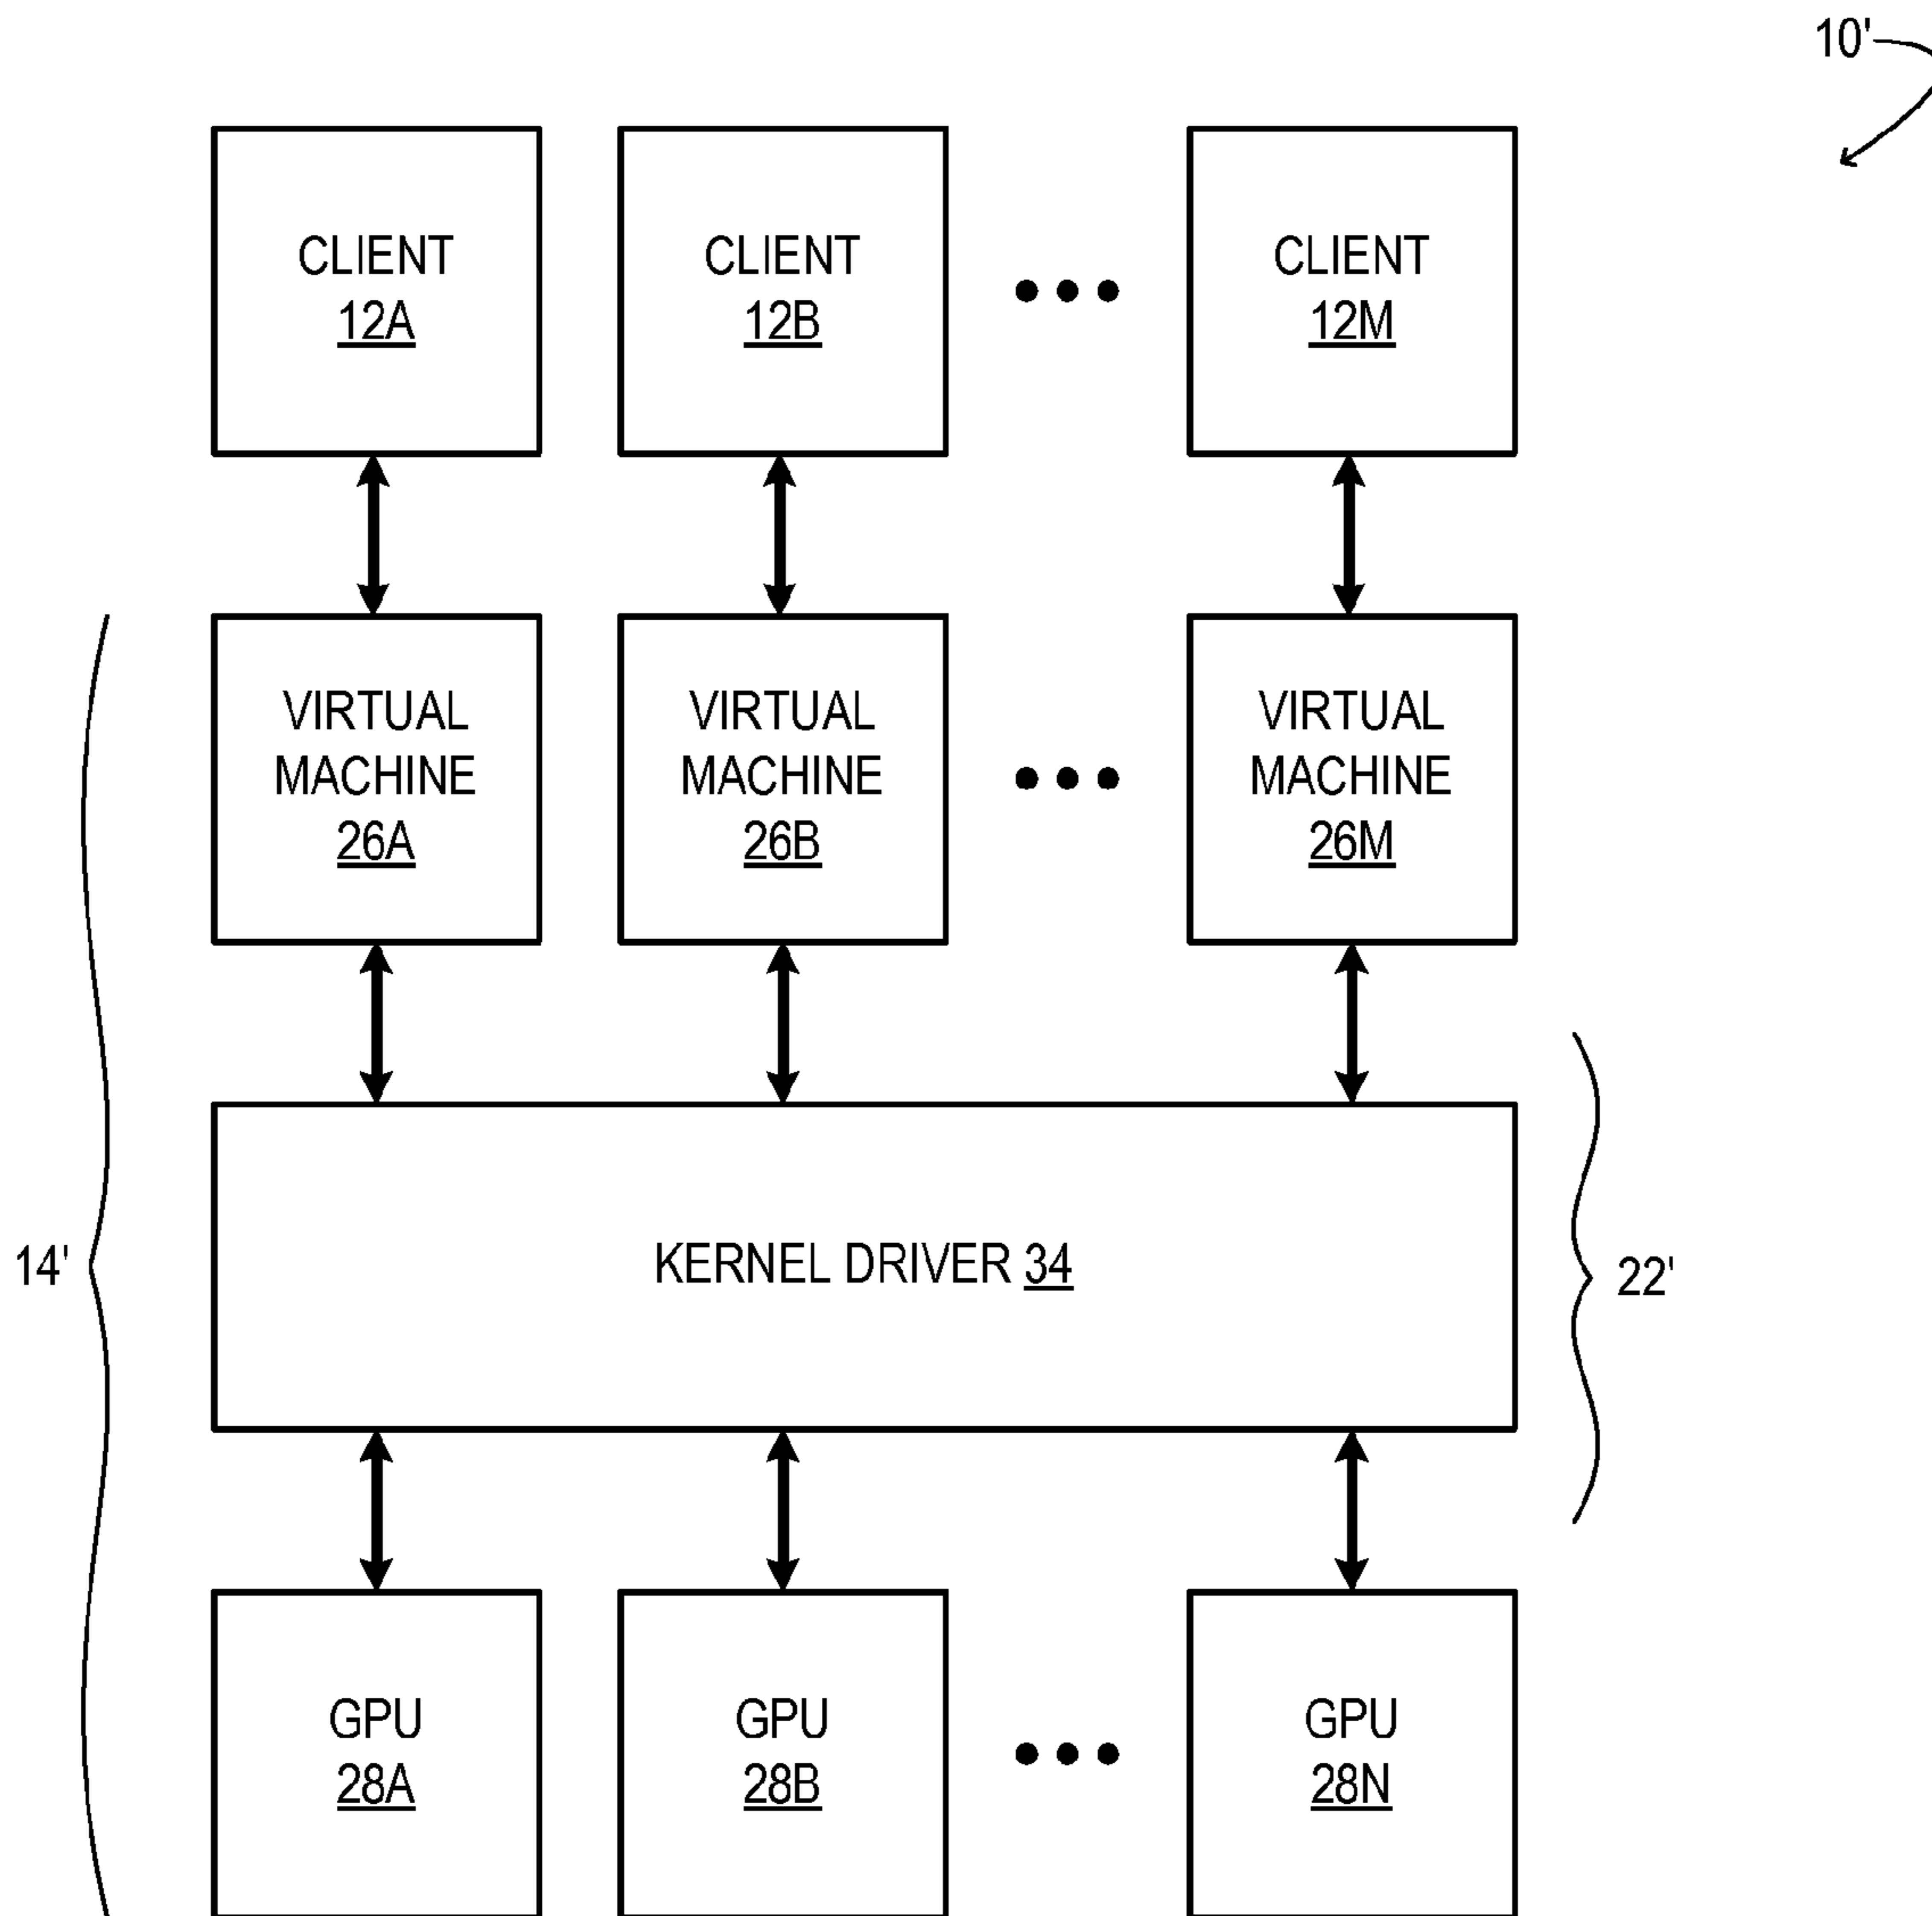 10'
CLIENT
12A
CLIENT
12B
CLIENT
12M
VIRTUAL
MACHINE
26A
VIRTUAL
MACHINE
26B
VIRTUAL
MACHINE
26M
14'
KERNEL DRIVER 34
22'
GPU
28A
GPU
28B
GPU
28N